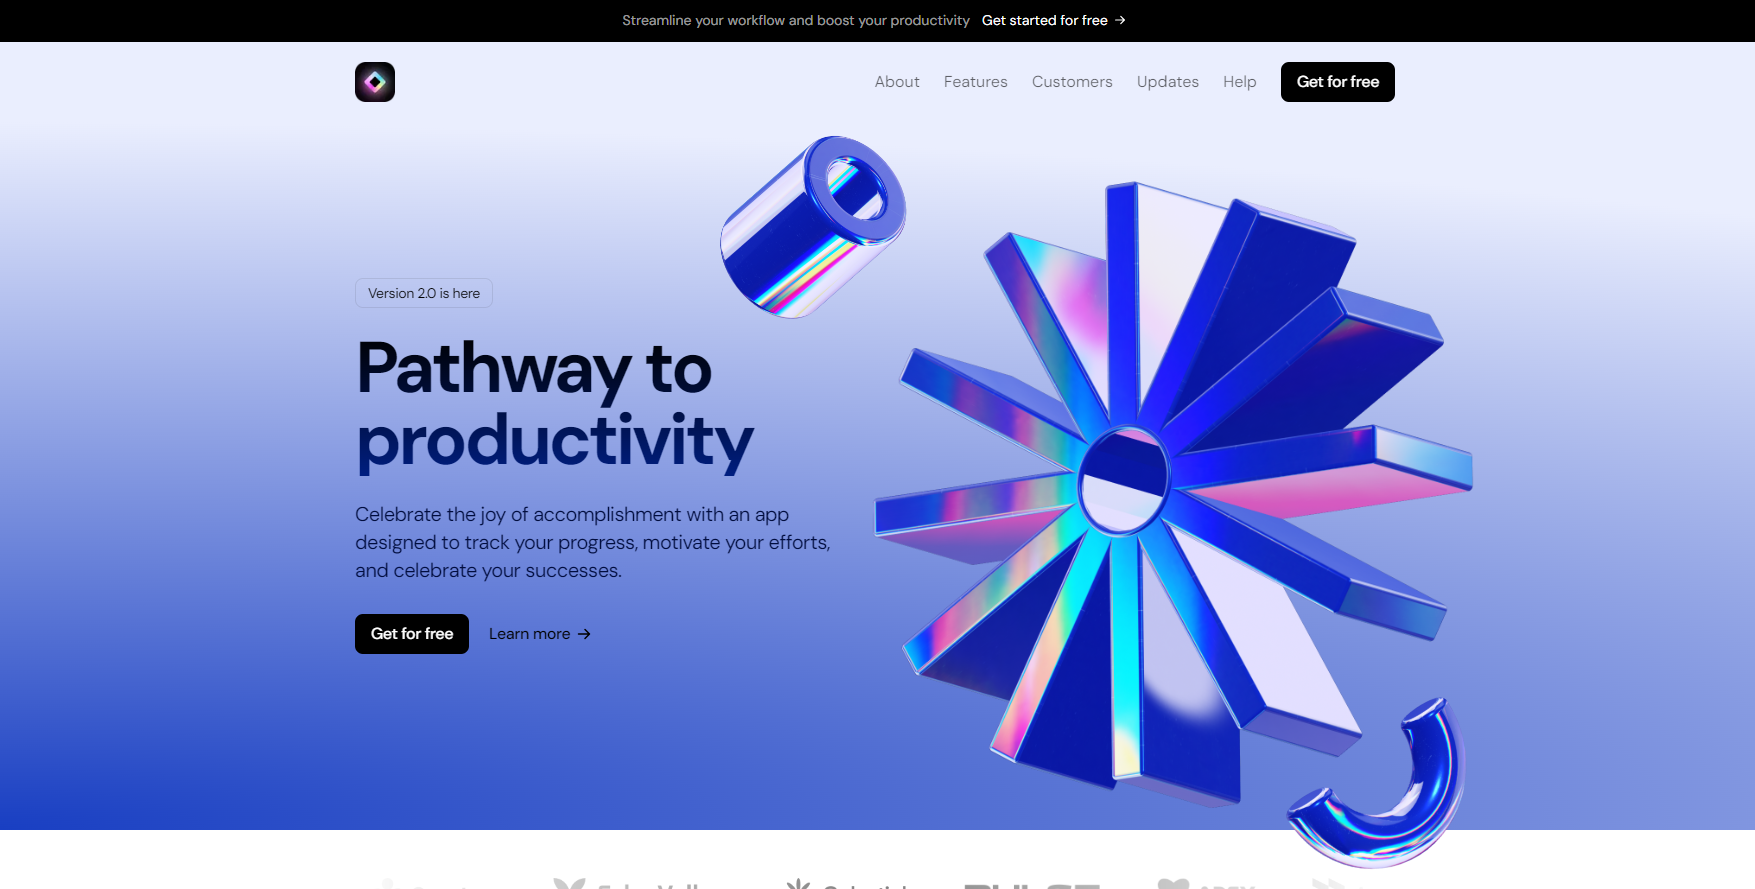 Streamline your workflow and boost your productivity Get started for free →
About Features Customers Updates Help Get for free
Version 2.0 is here
Pathway to
productivity
Celebrate the joy of accomplishment with an app
designed to track your progress, motivate your efforts,
and celebrate your successes.
Get for free Learn more →